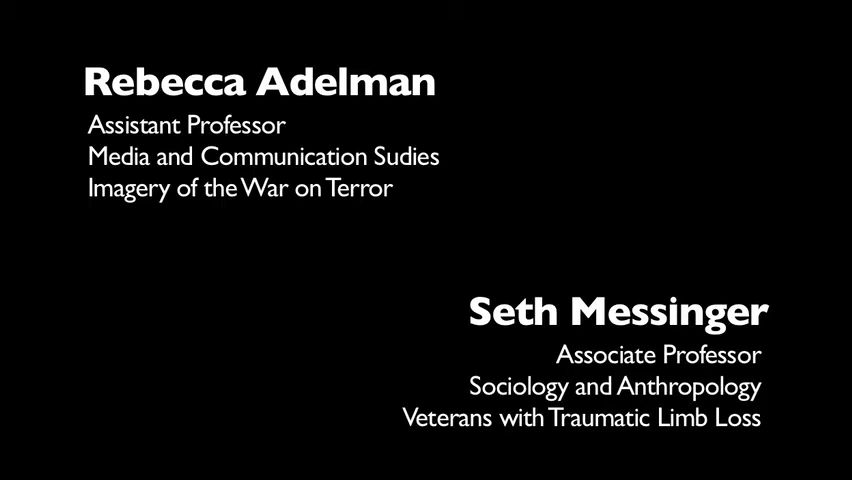 Rebecca Adelman
Assistant Professor
Media and Communication Sudies
Imagery of the War on Terror
Seth Messinger
Associate Professor
Sociology and Anthropology
Veterans with Traumatic Limb Loss